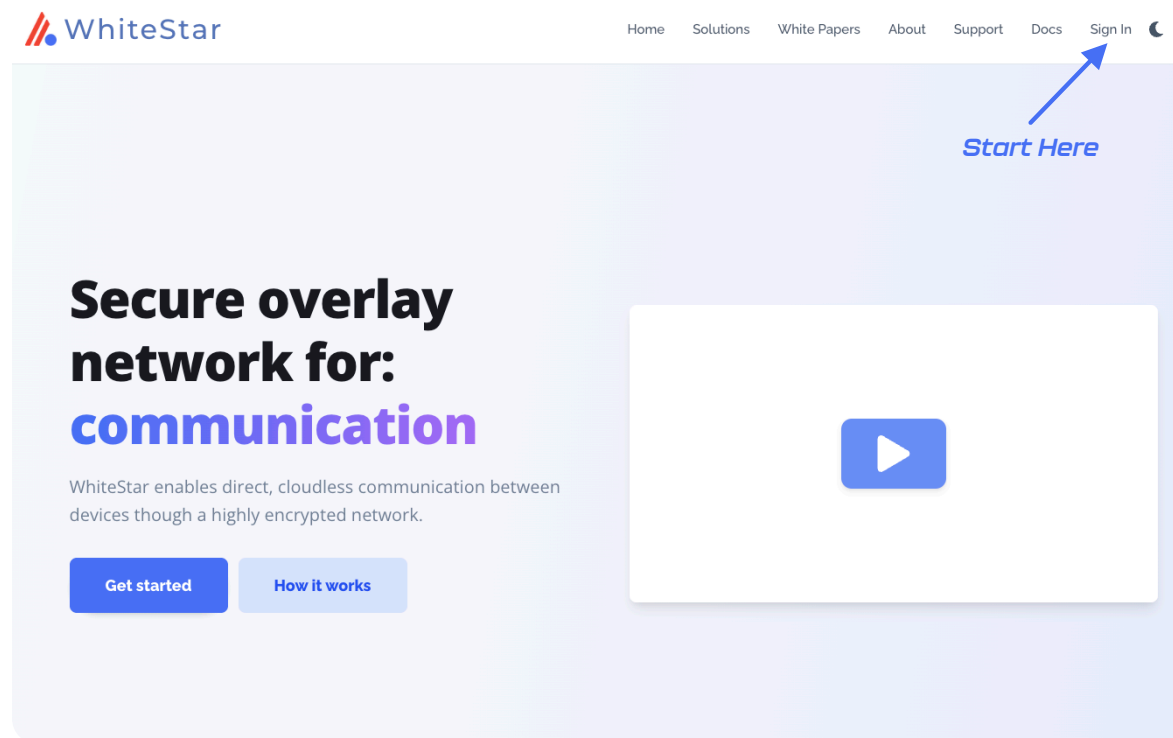 WhiteStar
Home Solutions White Papers About Support Docs Sign In
Start Here
Secure overlay
network for:
communication
WhiteStar enables direct, cloudless communication between
devices though a highly encrypted network.
Get started How it works